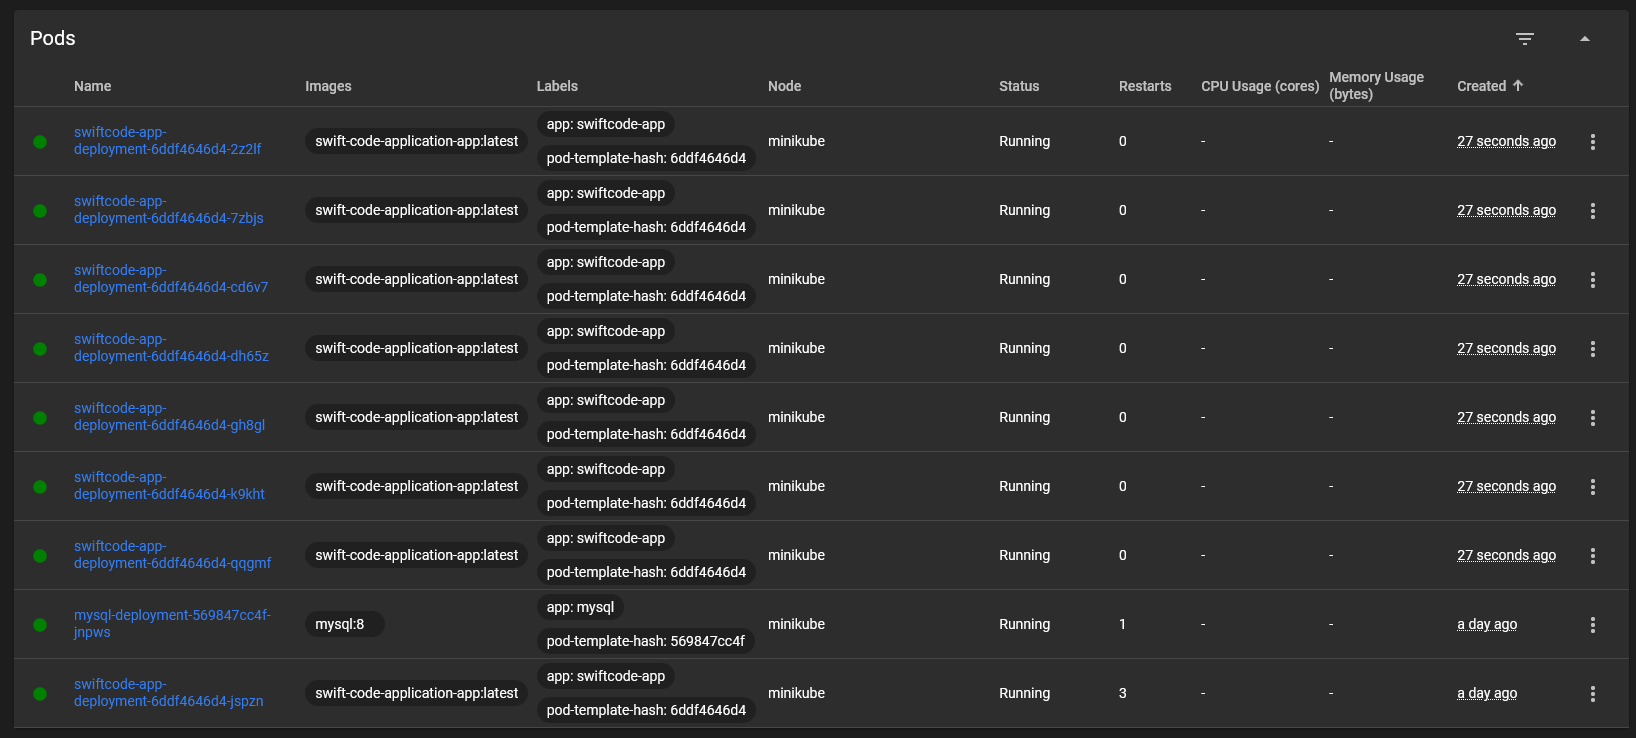 Pods
Name Images Labels Node Status Restarts CPU Usage (cores) Memory Usage (bytes) Created
swiftcode-app-deployment-6ddf4646d4-2z2lf swift-code-application-app:latest app: swiftcode-app pod-template-hash: 6ddf4646d4 minikube Running 0 - - 27 seconds ago
swiftcode-app-deployment-6ddf4646d4-7zbjs swift-code-application-app:latest app: swiftcode-app pod-template-hash: 6ddf4646d4 minikube Running 0 - - 27 seconds ago
swiftcode-app-deployment-6ddf4646d4-cd6v7 swift-code-application-app:latest app: swiftcode-app pod-template-hash: 6ddf4646d4 minikube Running 0 - - 27 seconds ago
swiftcode-app-deployment-6ddf4646d4-dh65z swift-code-application-app:latest app: swiftcode-app pod-template-hash: 6ddf4646d4 minikube Running 0 - - 27 seconds ago
swiftcode-app-deployment-6ddf4646d4-gh8gl swift-code-application-app:latest app: swiftcode-app pod-template-hash: 6ddf4646d4 minikube Running 0 - - 27 seconds ago
swiftcode-app-deployment-6ddf4646d4-k9kht swift-code-application-app:latest app: swiftcode-app pod-template-hash: 6ddf4646d4 minikube Running 0 - - 27 seconds ago
swiftcode-app-deployment-6ddf4646d4-qqgmf swift-code-application-app:latest app: swiftcode-app pod-template-hash: 6ddf4646d4 minikube Running 0 - - 27 seconds ago
mysql-deployment-569847cc4f-jnpws mysql:8 app: mysql pod-template-hash: 569847cc4f minikube Running 1 - - a day ago
swiftcode-app-deployment-6ddf4646d4-jspzn swift-code-application-app:latest app: swiftcode-app pod-template-hash: 6ddf4646d4 minikube Running 3 - - a day ago